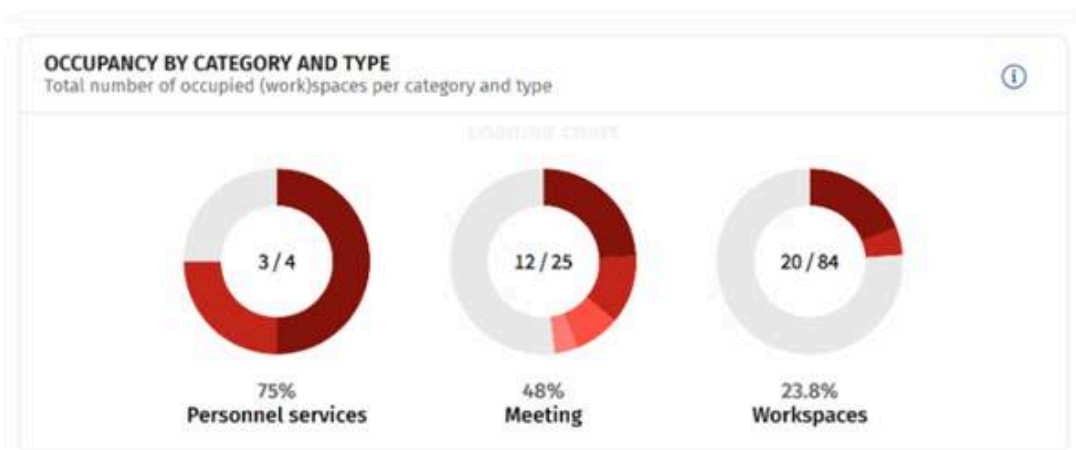 OCCUPANCY BY CATEGORY AND TYPE
Total number of occupied (work)spaces per category and type
3 / 4
12 / 25
20 / 84
75%
48%
23.8%
Personnel services
Meeting
Workspaces